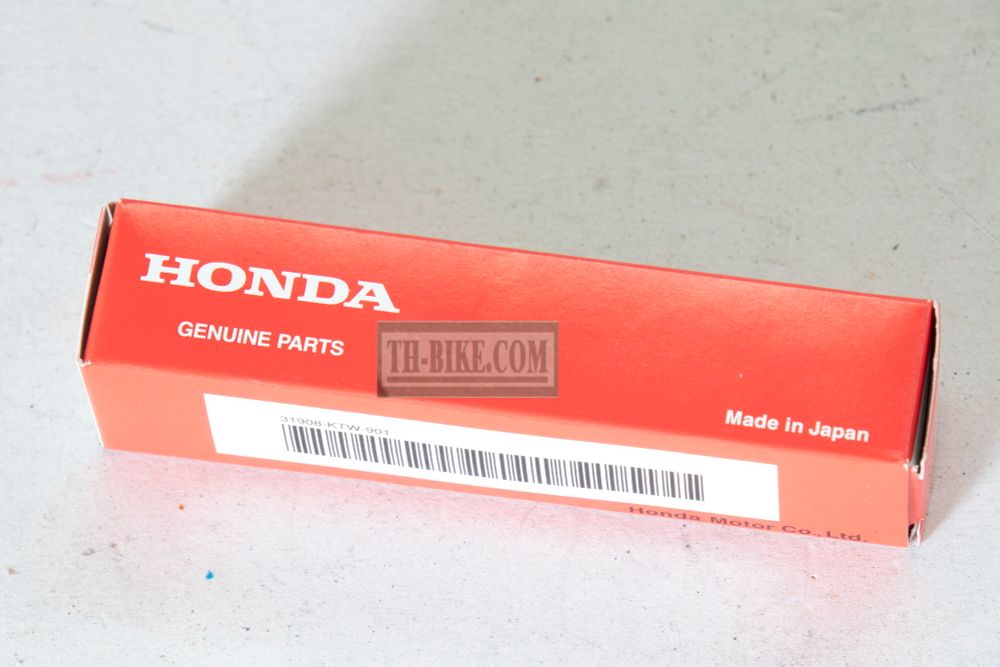 HONDA
GENUINE PARTS
TH-BIKE.COM
Made in Japan
31908-KTW-901
Honda Motor Co., Ltd.